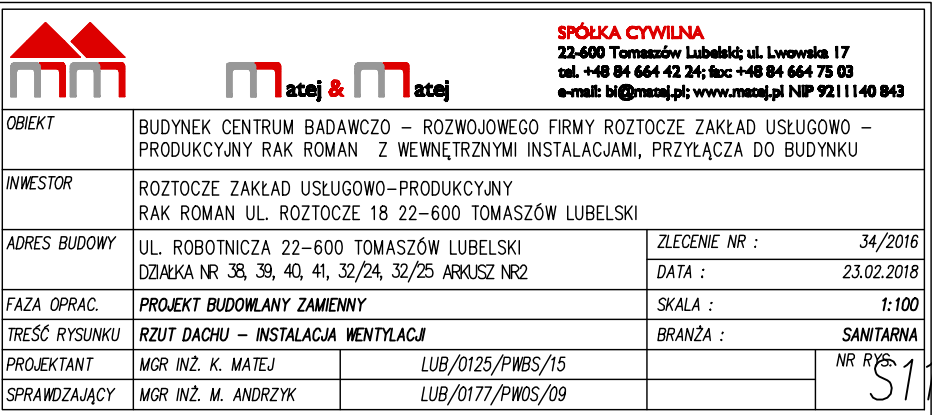 matej & matej
SPÓŁKA CYWILNA
22-600 Tomaszów Lubelski; ul. Lwowska 17
tel. +48 84 664 42 24; fax: +48 84 664 75 03
e-mail: bi@matej.pl; www.matej.pl NIP 9211140 843
OBIEKT
BUDYNEK CENTRUM BADAWCZO – ROZWOJOWEGO FIRMY ROZTOCZE ZAKŁAD USŁUGOWO –
PRODUKCYJNY RAK ROMAN Z WEWNĘTRZNYMI INSTALACJAMI, PRZYŁĄCZA DO BUDYNKU
INWESTOR
ROZTOCZE ZAKŁAD USŁUGOWO-PRODUKCYJNY
RAK ROMAN UL. ROZTOCZE 18 22-600 TOMASZÓW LUBELSKI
ADRES BUDOWY
UL. ROBOTNICZA 22-600 TOMASZÓW LUBELSKI
DZIAŁKA NR 38, 39, 40, 41, 32/24, 32/25 ARKUSZ NR2
ZLECENIE NR : 34/2016
DATA : 23.02.2018
FAZA OPRAC. PROJEKT BUDOWLANY ZAMIENNY SKALA : 1:100
TREŚĆ RYSUNKU RZUT DACHU – INSTALACJA WENTYLACJI BRANŻA : SANITARNA
PROJEKTANT MGR INŻ. K. MATEJ LUB/0125/PWBS/15 NR RYS.
SPRAWDZAJĄCY MGR INŻ. M. ANDRZYK LUB/0177/PWOS/09 S11